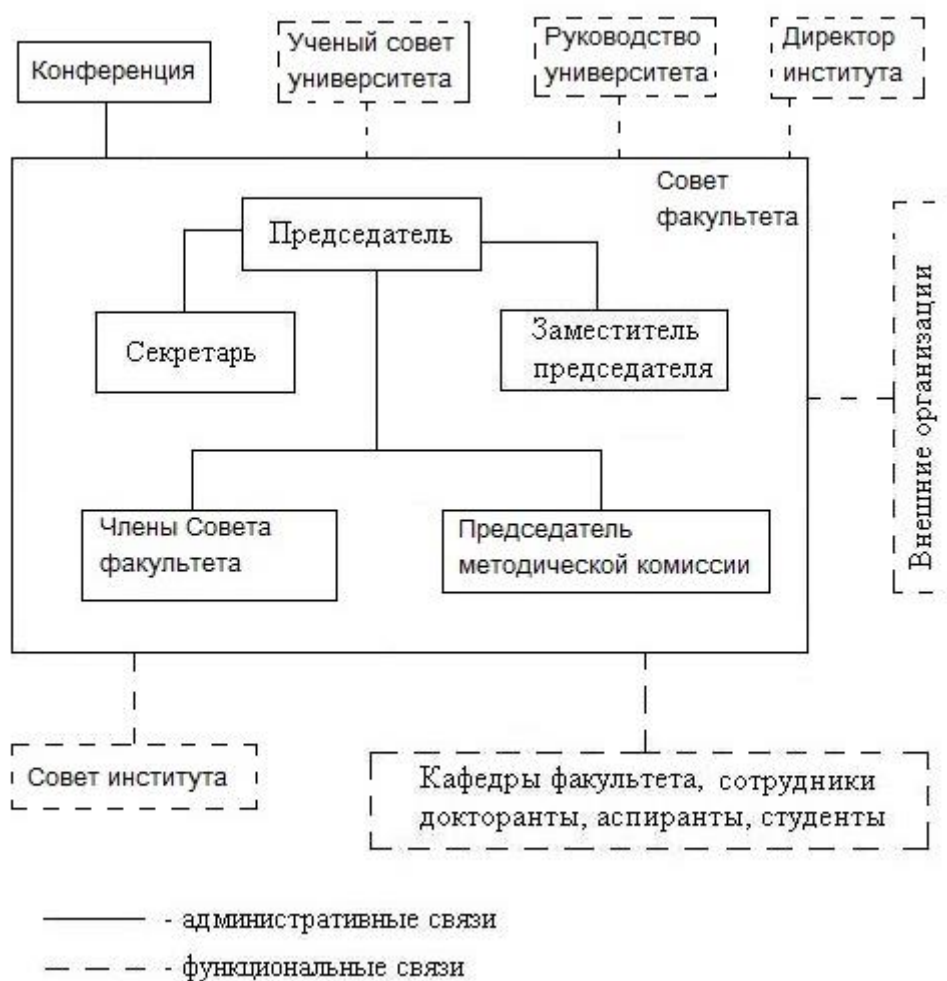 Конференция
Ученый совет
университета
Руководство
университета
Директор
института
Совет
факультета
Председатель
Секретарь
Заместитель
председателя
Внешние организации
Члены Совета
факультета
Председатель
методической комиссии
Совет института
Кафедры факультета, сотрудники
докторанты, аспиранты, студенты
- административные связи
- функциональные связи